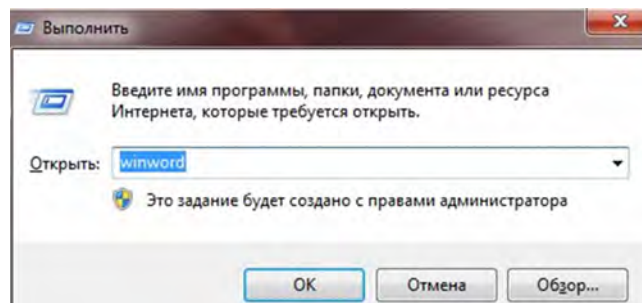 Выполнить
Введите имя программы, папки, документа или ресурса
Интернета, которые требуется открыть.
Открыть: winword
Это задание будет создано с правами администратора
ОК Отмена Обзор...